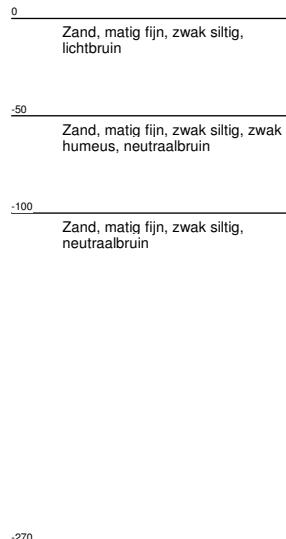 0
Zand, matig fijn, zwak siltig,
lichtbruin
-50
Zand, matig fijn, zwak siltig, zwak
humeus, neutraalbruin
-100
Zand, matig fijn, zwak siltig,
neutraalbruin
-270